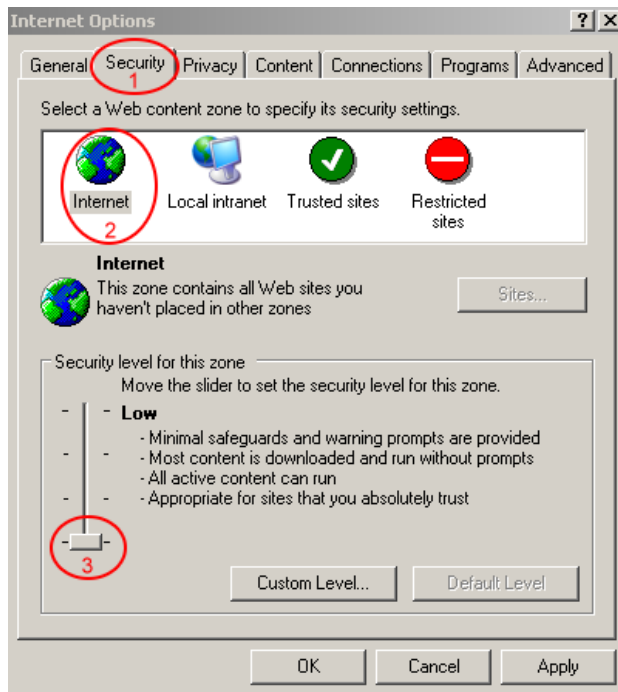 Internet Options
General Security Privacy Content Connections Programs Advanced
1
Select a Web content zone to specify its security settings.
Internet Local intranet Trusted sites Restricted
sites
2
Internet
This zone contains all Web sites you
haven't placed in other zones
Sites...
Security level for this zone
Move the slider to set the security level for this zone.
Low
- Minimal safeguards and warning prompts are provided
- Most content is downloaded and run without prompts
- All active content can run
- Appropriate for sites that you absolutely trust
3
Custom Level... Default Level
OK Cancel Apply